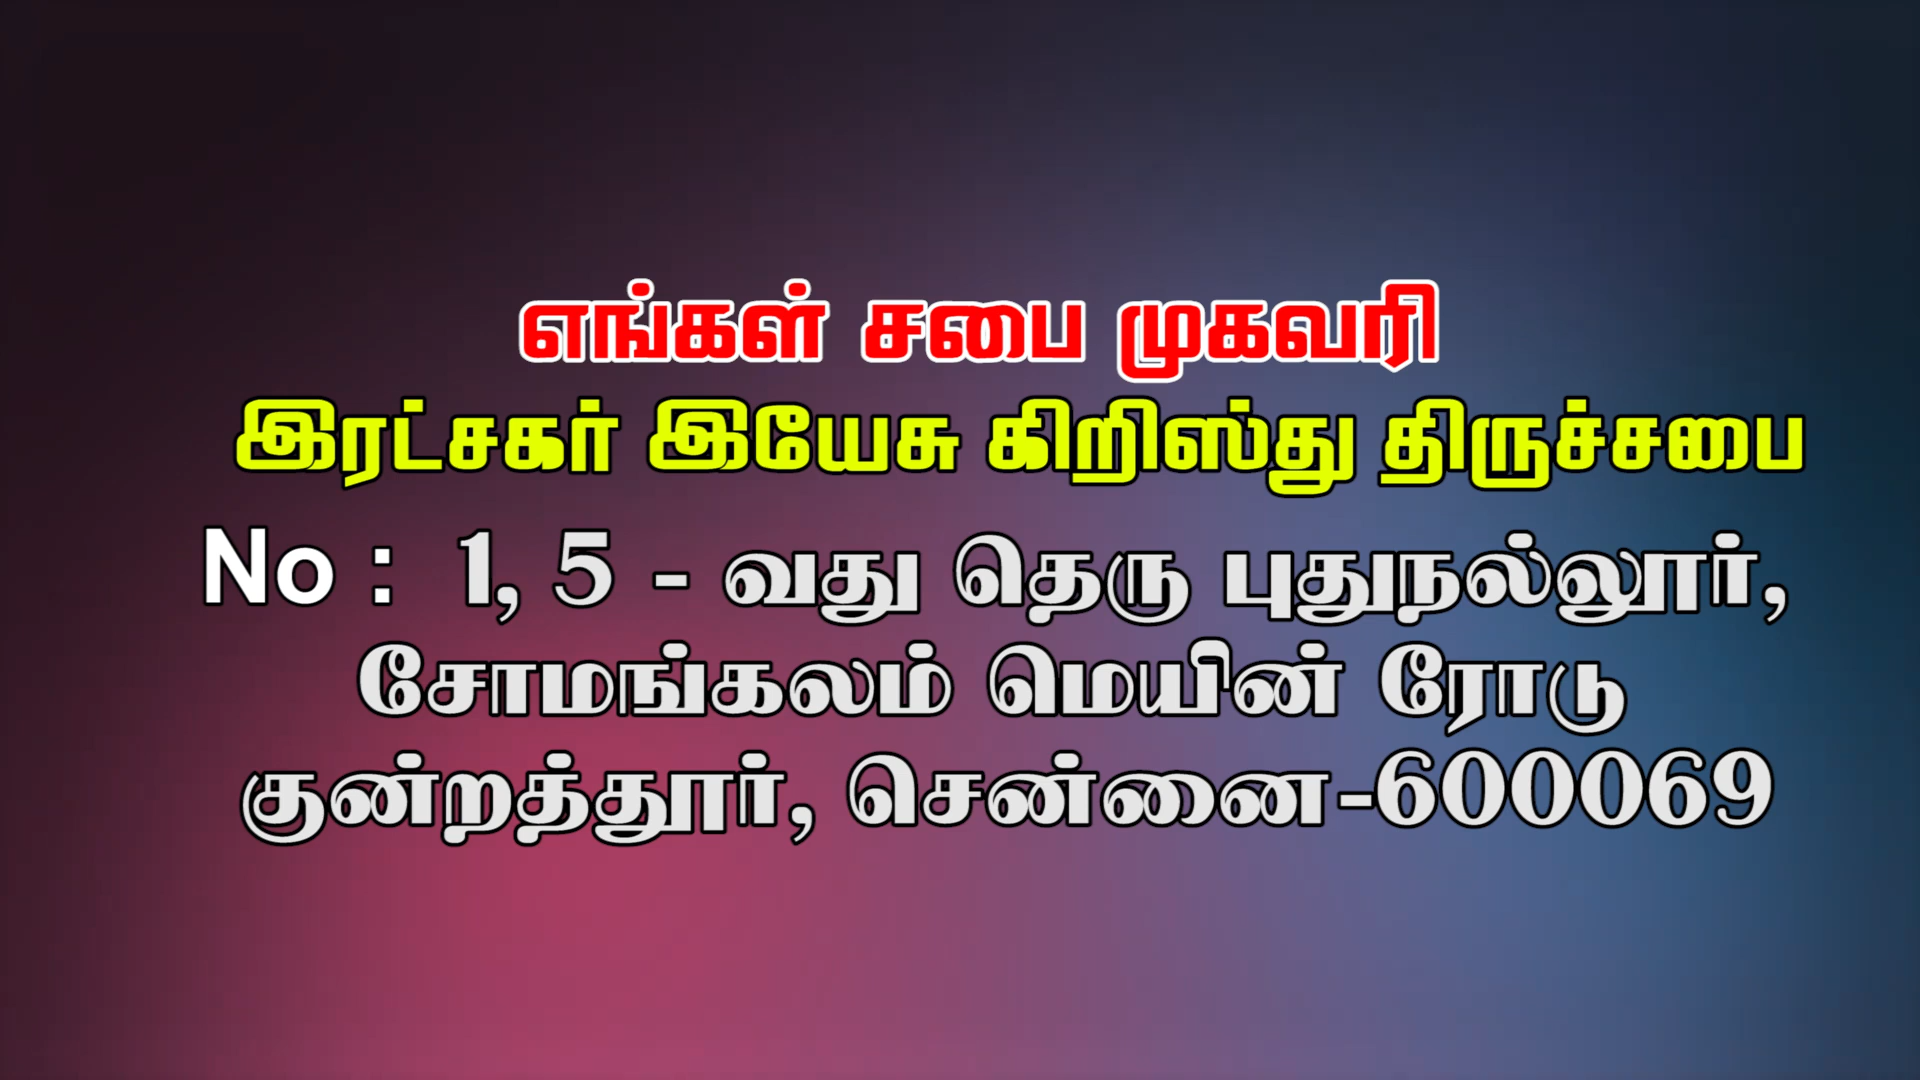 எங்கள் சபை முகவரி
இரட்சகர் இயேசு கிறிஸ்து திருச்சபை
No : 1, 5 - வது தெரு புதுநல்லூர்,
சோமங்கலம் மெயின் ரோடு
குன்றத்தூர், சென்னை-600069